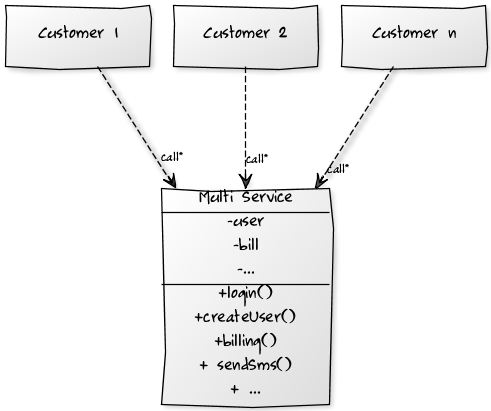 Customer 1
Customer 2
Customer n
call*
call*
call*
Multi Service
-user
-bill
-...
+login()
+createUser()
+billing()
+ sendSms()
+ ...